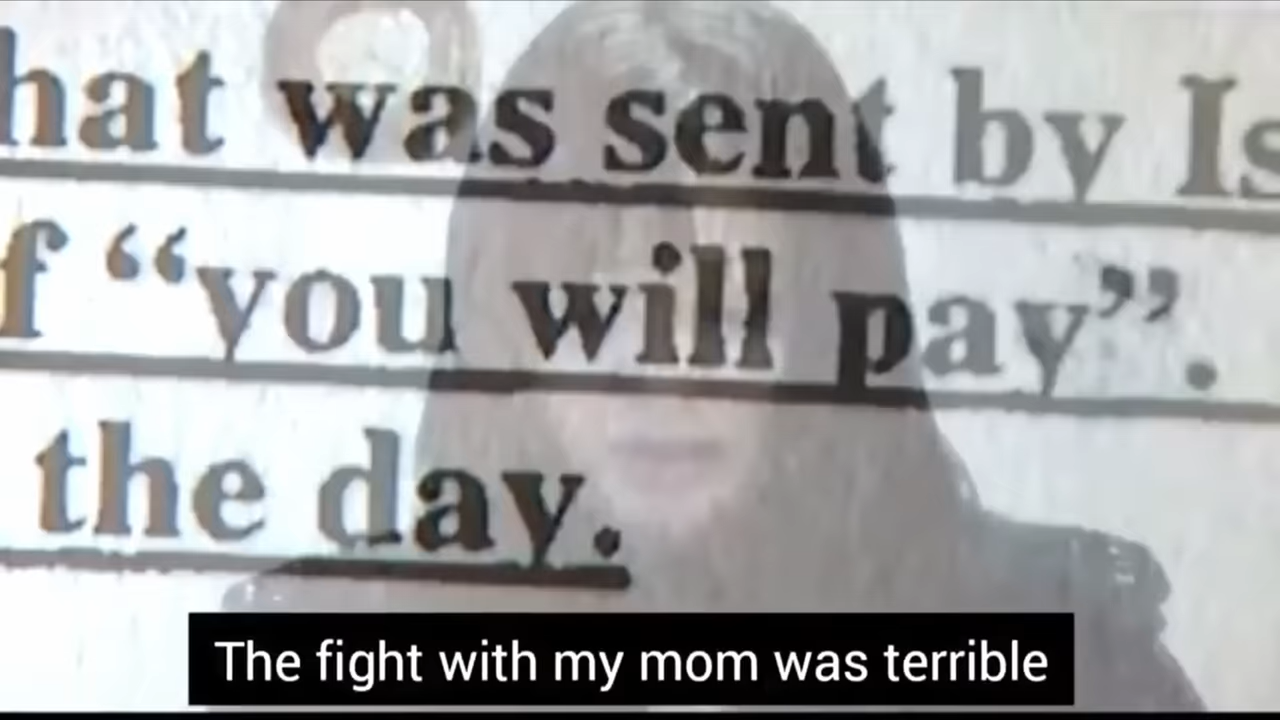 hat was sent by Is
f “you will pay”.
the day.
The fight with my mom was terrible